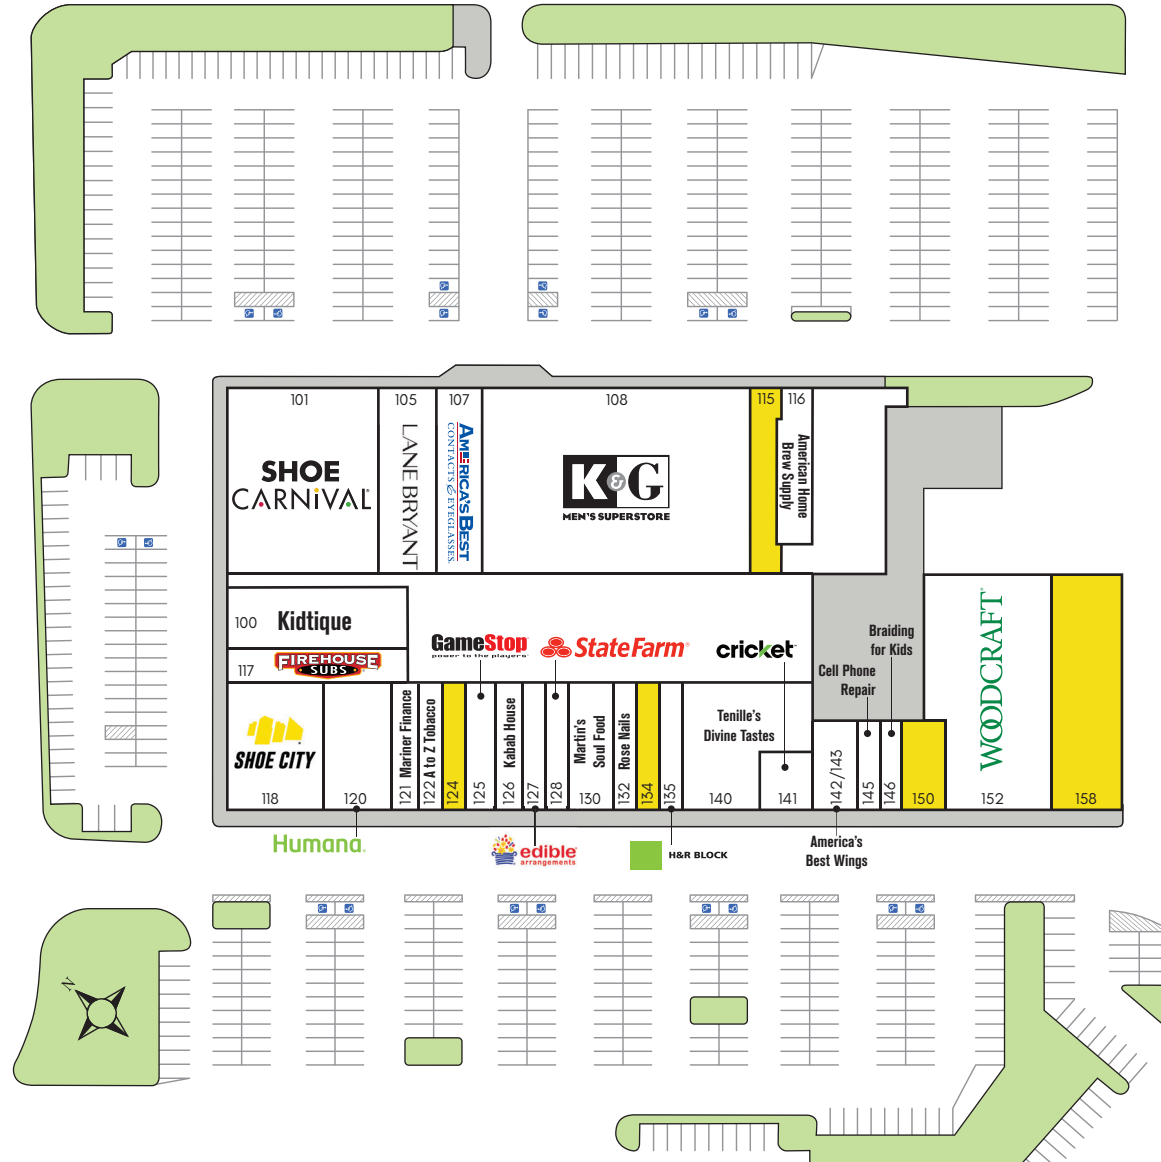 101
105
107
108
115
116
SHOE
CARNiVAL®
LANE BRYANT
AMERICA'S BEST
CONTACTS & EYEGLASSES.
K&G
MEN'S SUPERSTORE
American Home
Brew Supply
100
Kidtique
117
FIREHOUSE
SUBS
GameStop
power to the players
StateFarm®
cricket
Braiding
for Kids
Cell Phone
Repair
WOODCRAFT
SHOE CITY
118
120
121 Mariner Finance
122 A to Z Tobacco
124
125
126 Kabab House
127
128
Martin's
Soul Food
130
132 Rose Nails
134
135
Tenille's
Divine Tastes
140
141
142/143
145
146
150
152
158
Humana.
edible®
arrangements
H&R BLOCK
America's
Best Wings
N